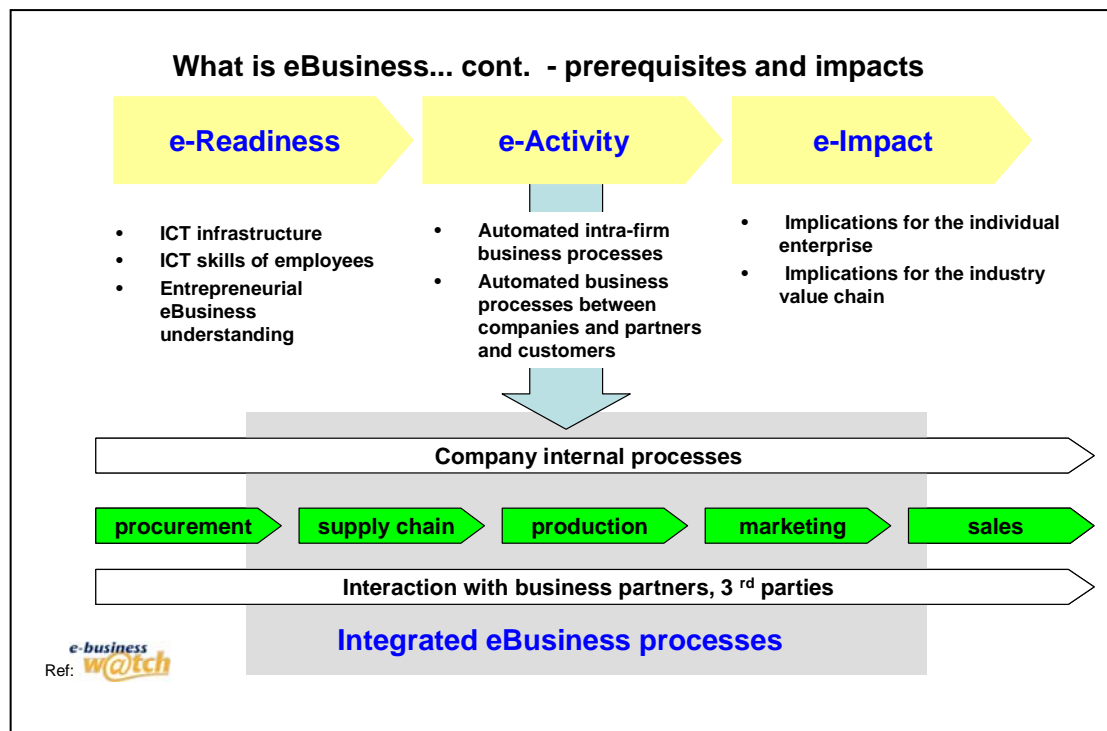 What is eBusiness... cont. - prerequisites and impacts
e-Readiness
e-Activity
e-Impact
• ICT infrastructure
• ICT skills of employees
• Entrepreneurial
eBusiness
understanding
• Automated intra-firm
business processes
• Automated business
processes between
companies and partners
and customers
• Implications for the individual
enterprise
• Implications for the industry
value chain
Company internal processes
procurement
supply chain
production
marketing
sales
Interaction with business partners, 3 rd parties
Integrated eBusiness processes
Ref:
e-business
w@tch